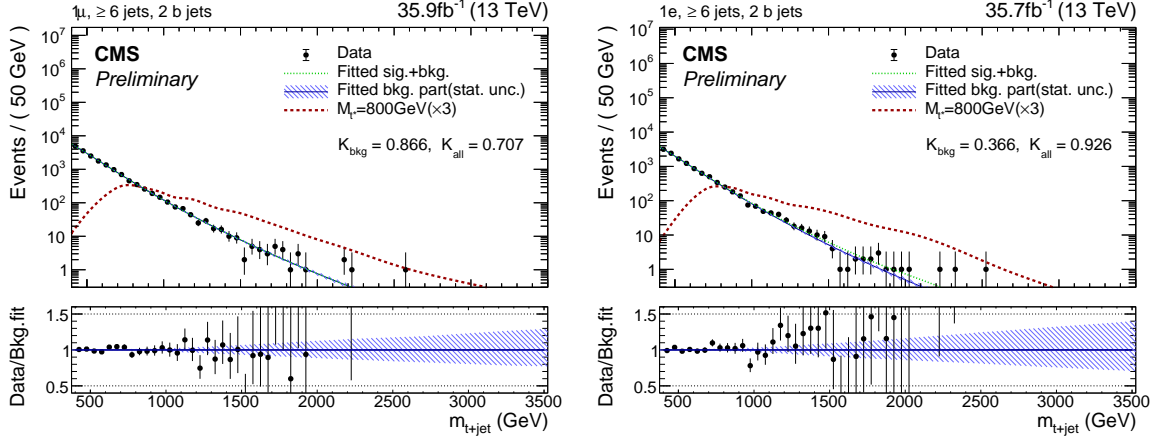 1μ, ≥ 6 jets, 2 b jets 35.9fb⁻¹ (13 TeV)
Events / ( 50 GeV )
10⁷
10⁶
10⁵
10⁴
10³
10²
10
1
CMS
Preliminary
Data
Fitted sig.+bkg.
Fitted bkg. part(stat. unc.)
M_t*=800GeV(×3)
K_bkg = 0.866, K_all = 0.707
Data/Bkg.fit
1.5
1
0.5
500 1000 1500 2000 2500 3000 3500
m_t+jet (GeV)
1e, ≥ 6 jets, 2 b jets 35.7fb⁻¹ (13 TeV)
Events / ( 50 GeV )
10⁷
10⁶
10⁵
10⁴
10³
10²
10
1
CMS
Preliminary
Data
Fitted sig.+bkg.
Fitted bkg. part(stat. unc.)
M_t*=800GeV(×3)
K_bkg = 0.366, K_all = 0.926
Data/Bkg.fit
1.5
1
0.5
500 1000 1500 2000 2500 3000 3500
m_t+jet (GeV)